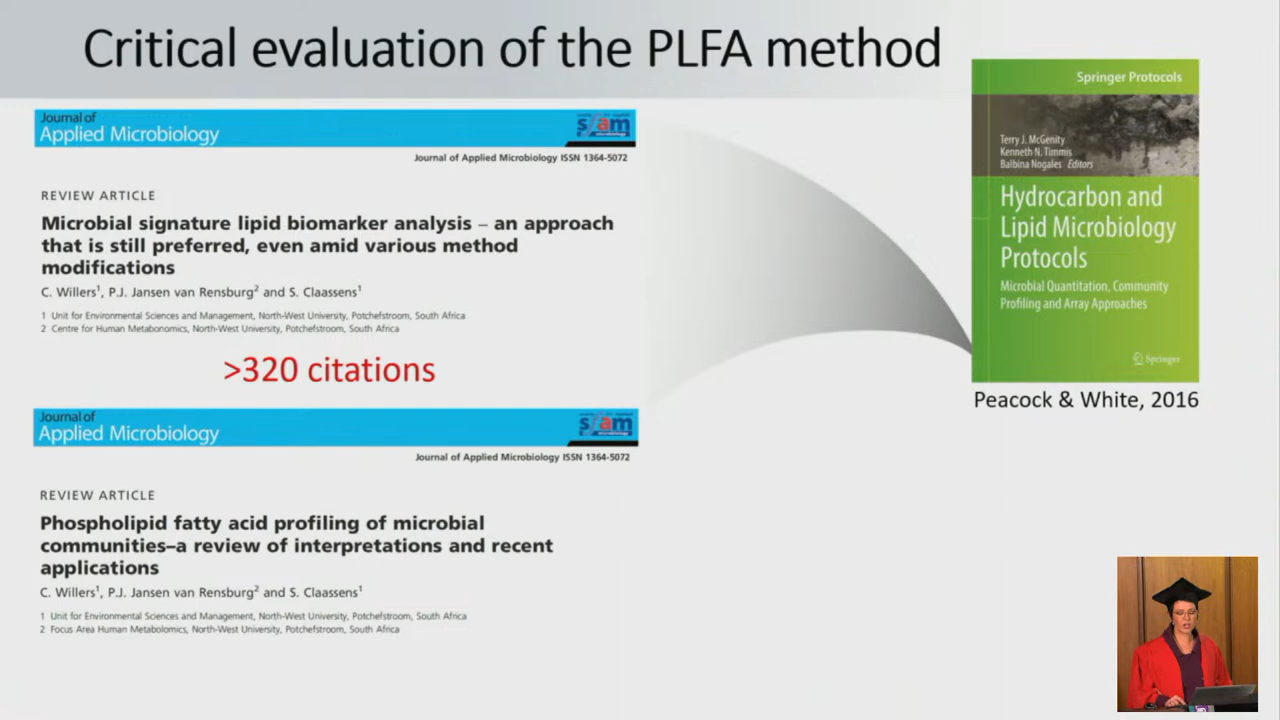 Critical evaluation of the PLFA method
Journal of
Applied Microbiology
sfam
microbiology
Journal of Applied Microbiology ISSN 1364-5072
REVIEW ARTICLE
Microbial signature lipid biomarker analysis – an approach
that is still preferred, even amid various method
modifications
C. Willers1, P.J. Jansen van Rensburg2 and S. Claassens1
1 Unit for Environmental Sciences and Management, North-West University, Potchefstroom, South Africa
2 Centre for Human Metabonomics, North-West University, Potchefstroom, South Africa
>320 citations
Journal of
Applied Microbiology
sfam
microbiology
Journal of Applied Microbiology ISSN 1364-5072
REVIEW ARTICLE
Phospholipid fatty acid profiling of microbial
communities–a review of interpretations and recent
applications
C. Willers1, P.J. Jansen van Rensburg2 and S. Claassens1
1 Unit for Environmental Sciences and Management, North-West University, Potchefstroom, South Africa
2 Focus Area Human Metabolomics, North-West University, Potchefstroom, South Africa
Springer Protocols
Terry J. McGenity
Kenneth N. Timmis
Balbina Nogales Editors
Hydrocarbon and
Lipid Microbiology
Protocols
Microbial Quantitation, Community
Profiling and Array Approaches
Springer
Peacock & White, 2016